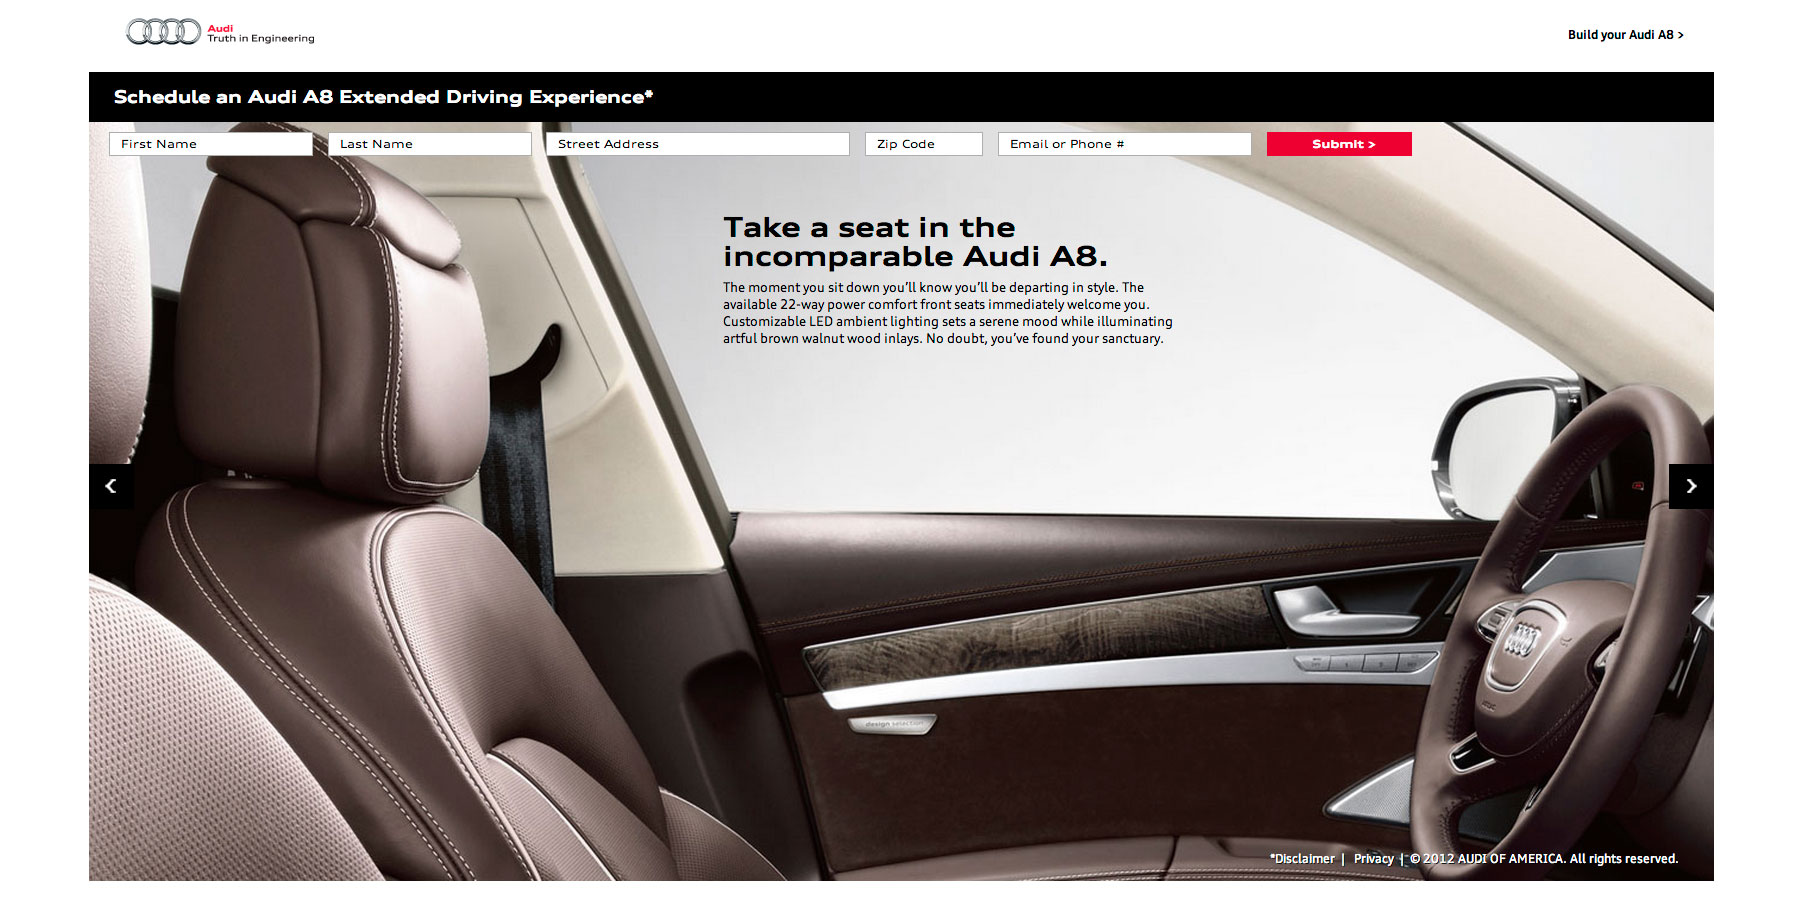 Audi
Truth in Engineering
Build your Audi A8 >
Schedule an Audi A8 Extended Driving Experience*
First Name
Last Name
Street Address
Zip Code
Email or Phone #
Submit >
Take a seat in the
incomparable Audi A8.
The moment you sit down you’ll know you’ll be departing in style. The
available 22-way power comfort front seats immediately welcome you.
Customizable LED ambient lighting sets a serene mood while illuminating
artful brown walnut wood inlays. No doubt, you’ve found your sanctuary.
design selection
*Disclaimer | Privacy | © 2012 AUDI OF AMERICA. All rights reserved.